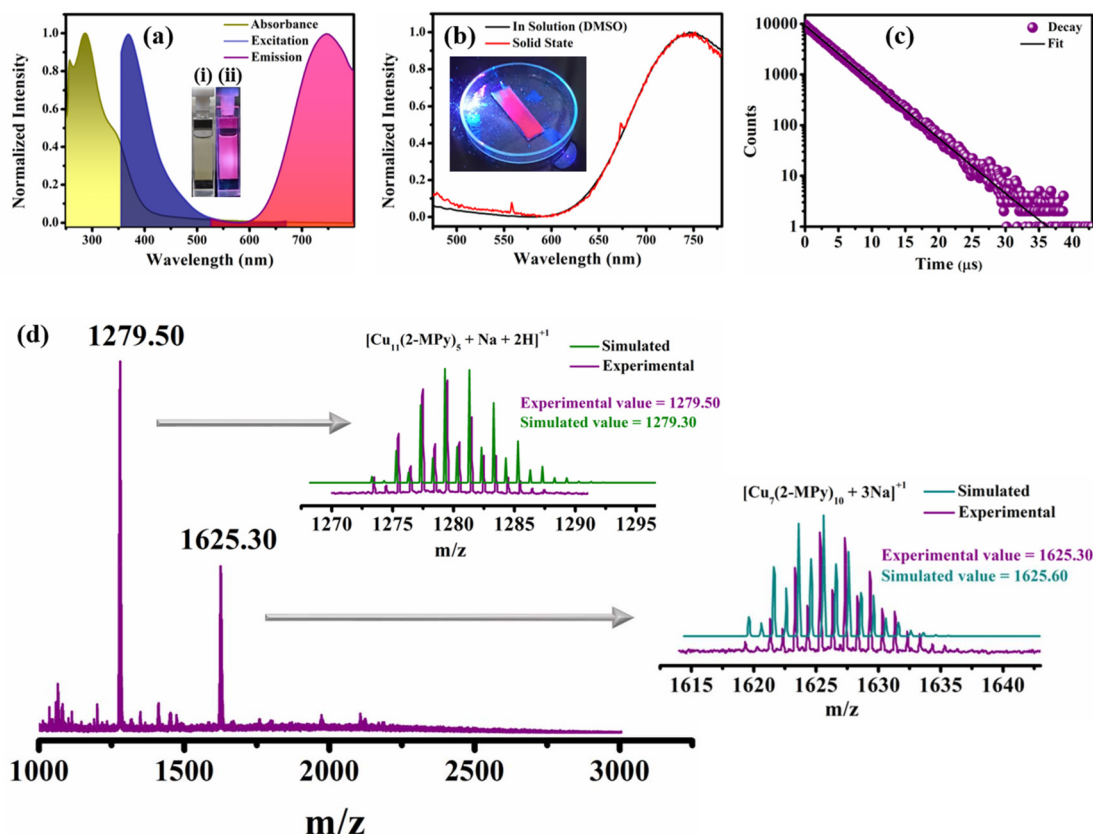 (a)
Absorbance
Excitation
Emission
(i) (ii)
Normalized Intensity
1.0
0.8
0.6
0.4
0.2
0.0
300 400 500 600 700
Wavelength (nm)
(b)
In Solution (DMSO)
Solid State
Normalized Intensity
1.0
0.8
0.6
0.4
0.2
0.0
475 500 550 600 650 700 750
Wavelength (nm)
(c)
Decay
Fit
Counts
10000
1000
100
10
1
0 5 10 15 20 25 30 35 40
Time (μs)
(d)
1279.50
1625.30
1000 1500 2000 2500 3000
m/z
[Cu₁₁(2-MPy)₅ + Na + 2H]⁺¹
Simulated
Experimental
Experimental value = 1279.50
Simulated value = 1279.30
1270 1275 1280 1285 1290 1295
m/z
[Cu₇(2-MPy)₁₀ + 3Na]⁺¹
Simulated
Experimental
Experimental value = 1625.30
Simulated value = 1625.60
1615 1620 1625 1630 1635 1640
m/z